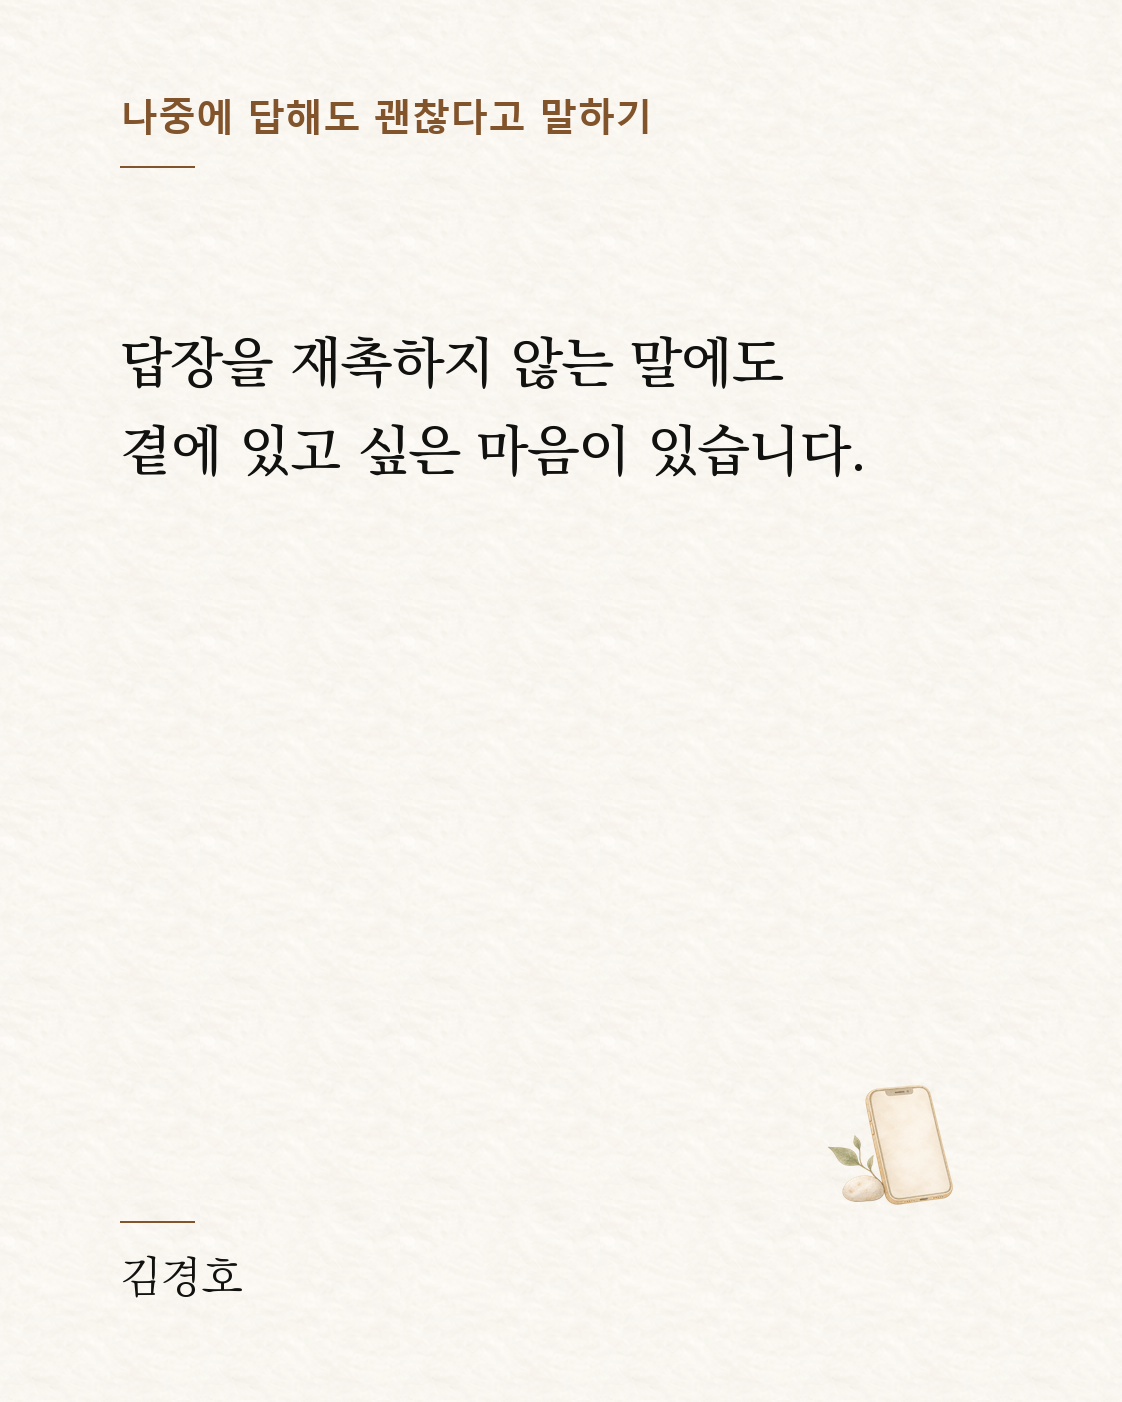 나중에 답해도 괜찮다고 말하기
답장을 재촉하지 않는 말에도
곁에 있고 싶은 마음이 있습니다.
김경호